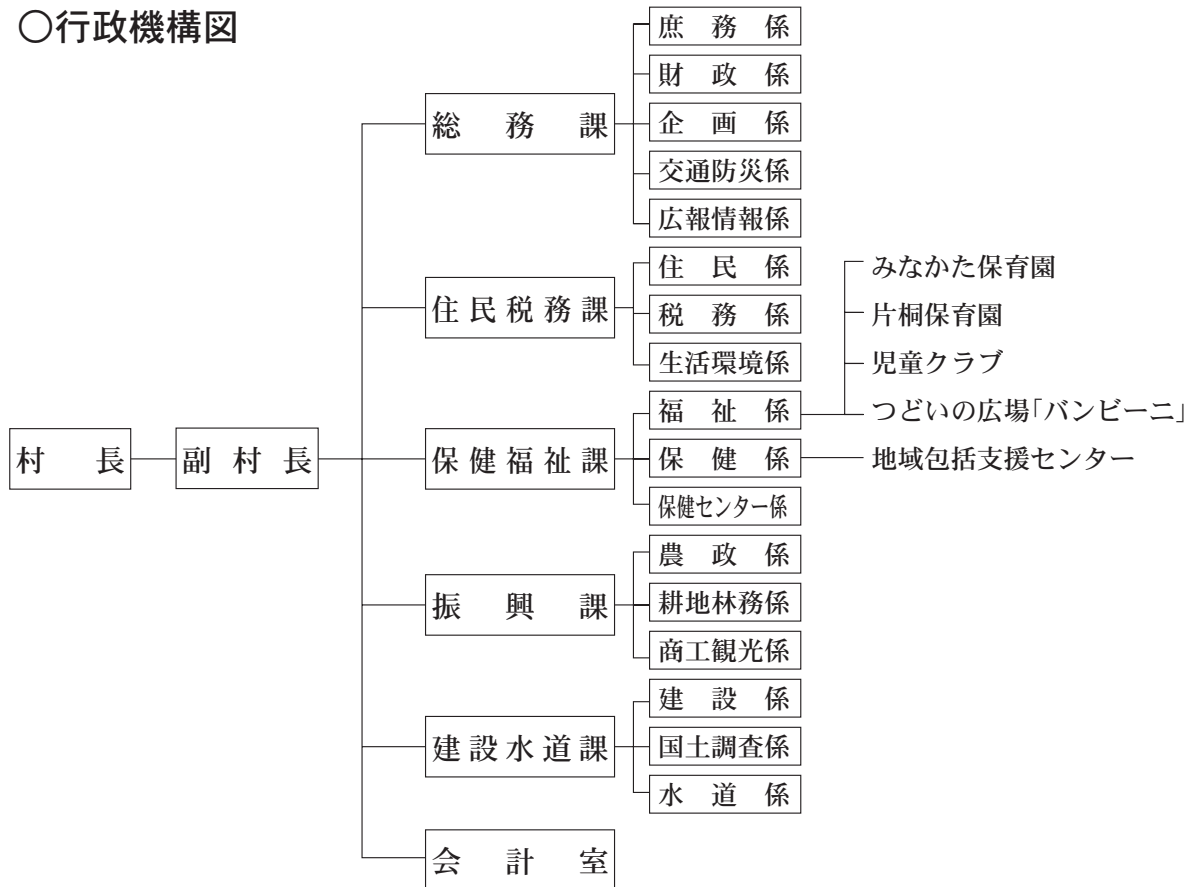 〇行政機構図
村長
副村長
総務課
庶務係
財政係
企画係
交通防災係
広報情報係
住民税務課
住民係
税務係
生活環境係
保健福祉課
福祉係
みなかた保育園
片桐保育園
児童クラブ
つどいの広場「バンビーニ」
保健係
地域包括支援センター
保健センター係
振興課
農政係
耕地林務係
商工観光係
建設水道課
建設係
国土調査係
水道係
会計室